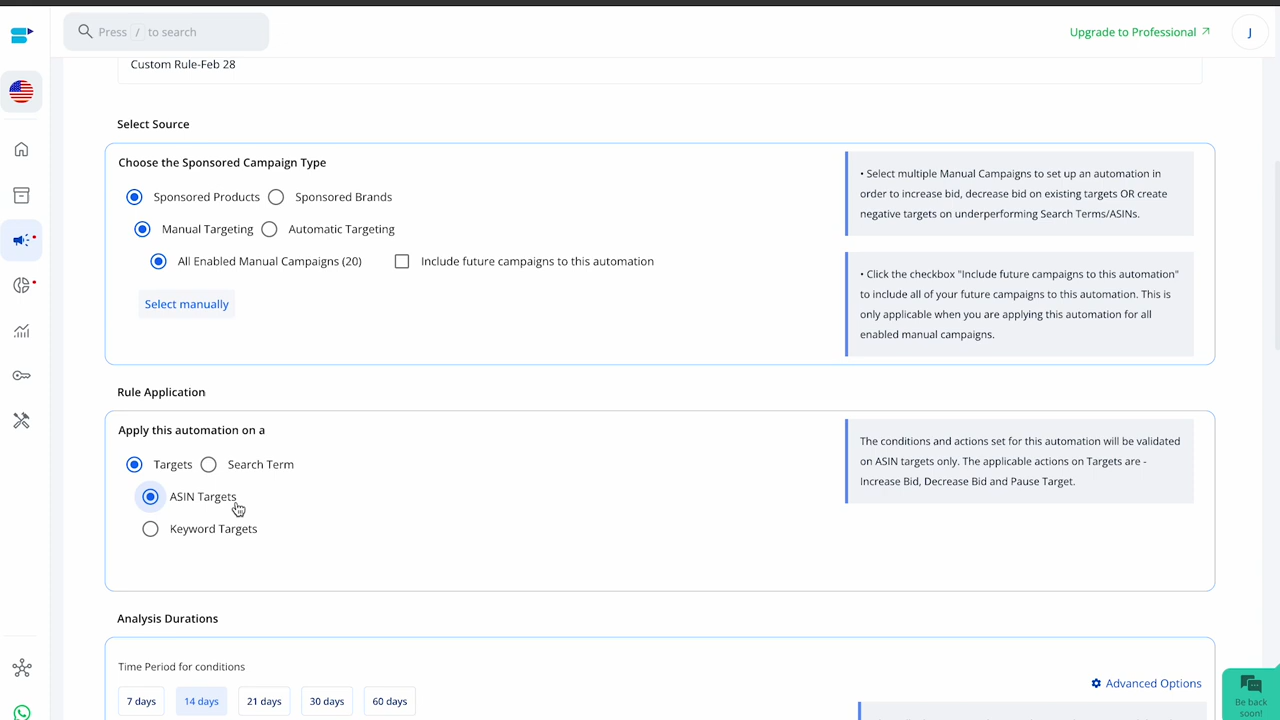 Press / to search
Upgrade to Professional
J
Custom Rule-Feb 28
Select Source
Choose the Sponsored Campaign Type
Sponsored Products
Sponsored Brands
Manual Targeting
Automatic Targeting
All Enabled Manual Campaigns (20)
Include future campaigns to this automation
Select manually
• Select multiple Manual Campaigns to set up an automation in
order to increase bid, decrease bid on existing targets OR create
negative targets on underperforming Search Terms/ASINs.
• Click the checkbox "Include future campaigns to this automation"
to include all of your future campaigns to this automation. This is
only applicable when you are applying this automation for all
enabled manual campaigns.
Rule Application
Apply this automation on a
Targets
Search Term
ASIN Targets
Keyword Targets
The conditions and actions set for this automation will be validated
on ASIN targets only. The applicable actions on Targets are -
Increase Bid, Decrease Bid and Pause Target.
Analysis Durations
Time Period for conditions
Advanced Options
7 days
14 days
21 days
30 days
60 days
Be back
soon!